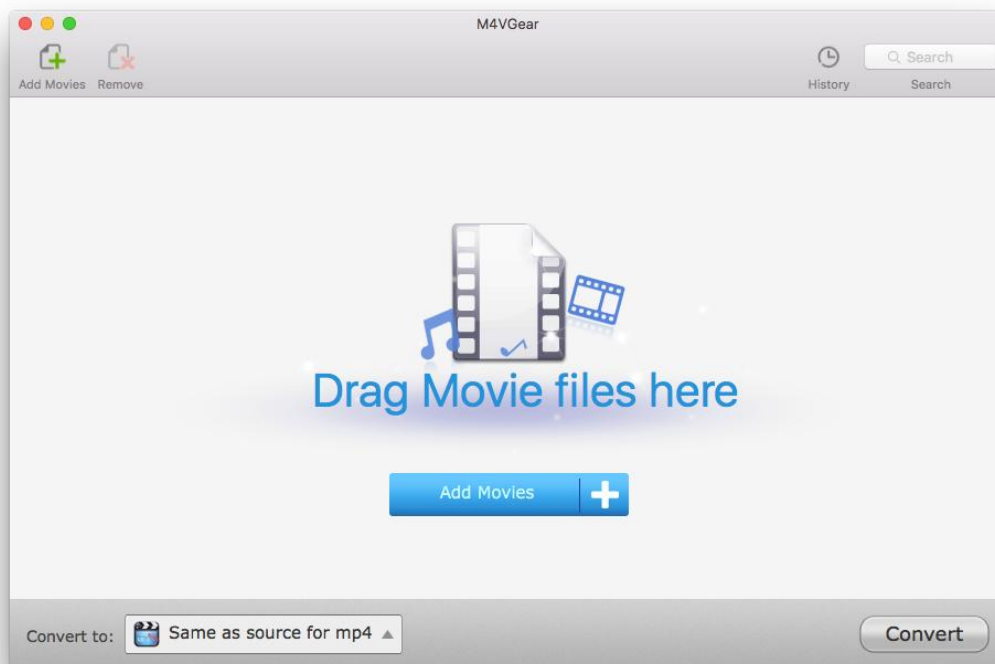 M4VGear
Add Movies Remove
Search
History Search
Drag Movie files here
Add Movies
Convert to: Same as source for mp4 Convert